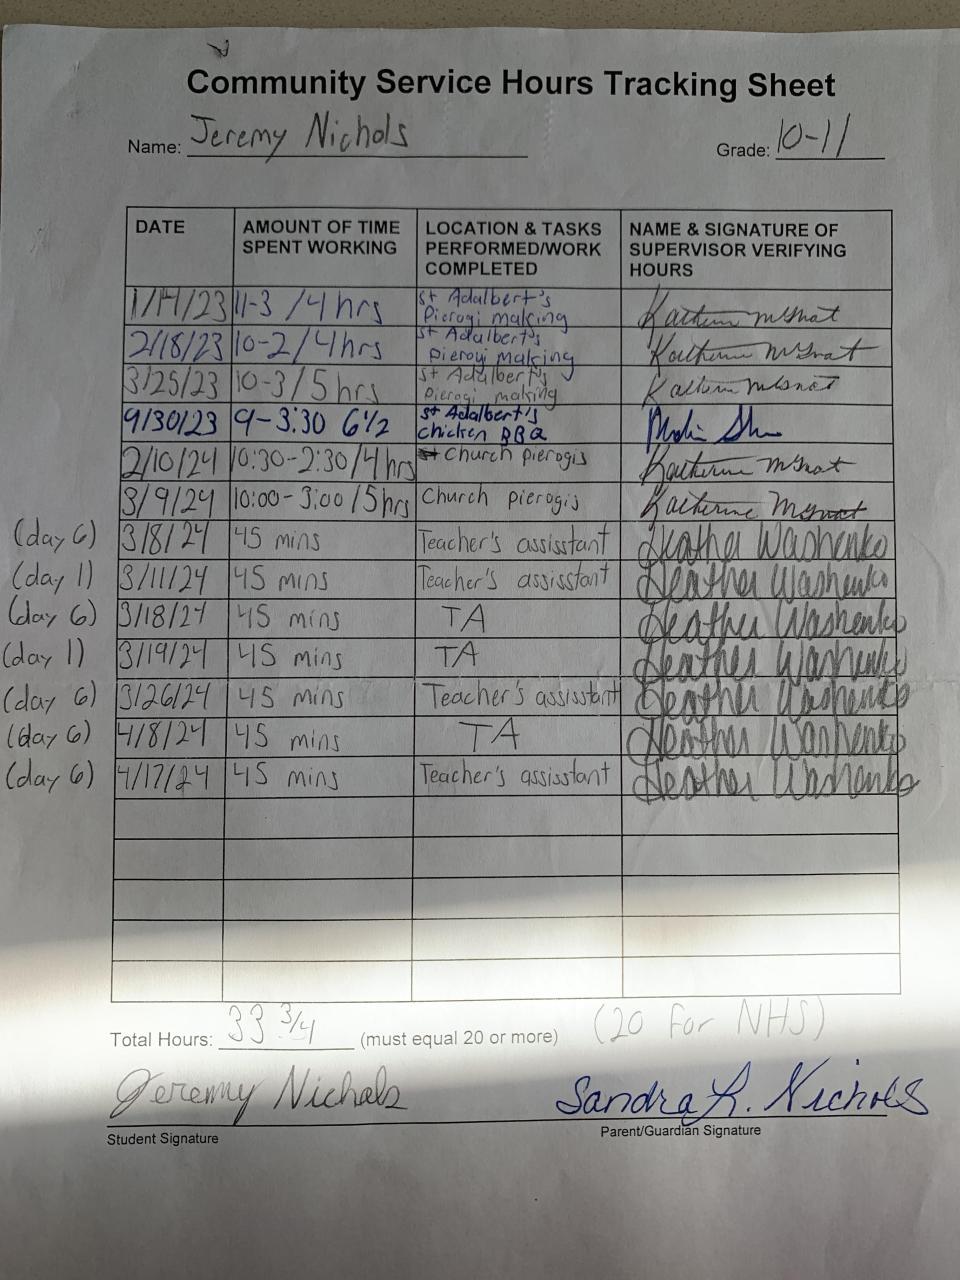 Community Service Hours Tracking Sheet
Name: Jeremy Nichols Grade: 10-11
DATE AMOUNT OF TIME SPENT WORKING LOCATION & TASKS PERFORMED/WORK COMPLETED NAME & SIGNATURE OF SUPERVISOR VERIFYING HOURS
1/14/23 11-3 /4 hrs St Adalbert's Pierogi making
2/18/23 10-2/4hrs St Adalbert's Pierogi making Katherine
3/25/23 10-3/5 hrs St Adalbert's Pierogi making
9/30/23 9-3:30 6 1/2 St Adalbert's Chicken BBQ
2/10/24 10:30-2:30/4 hrs Church pierogis Katherine
3/9/24 10:00-3:00/5hrs Church pierogis Katherine
(day 6) 3/8/24 45 mins Teacher's assisstant Heather Washenko
(day 1) 3/11/24 45 mins Teacher's assisstant Heather Washenko
(day 6) 3/18/24 45 mins TA Heather Washenko
(day 1) 3/19/24 45 mins TA Heather Washenko
(day 6) 3/26/24 45 mins Teacher's assisstant Heather Washenko
(day 6) 4/8/24 45 mins TA Heather Washenko
(day 6) 4/17/24 45 mins Teacher's assisstant Heather Washenko
Total Hours: 33 3/4 (must equal 20 or more) (20 for NHS)
Jeremy Nichols Sandra L. Nichols
Student Signature Parent/Guardian Signature